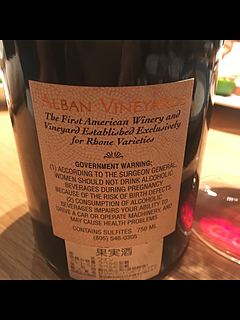 ALBAN VINEYARDS
The First American Winery and
Vineyard Established Exclusively
for Rhone Varieties
GOVERNMENT WARNING:
(1) ACCORDING TO THE SURGEON GENERAL,
WOMEN SHOULD NOT DRINK ALCOHOLIC
BEVERAGES DURING PREGNANCY
BECAUSE OF THE RISK OF BIRTH DEFECTS.
(2) CONSUMPTION OF ALCOHOLIC
BEVERAGES IMPAIRS YOUR ABILITY TO
DRIVE A CAR OR OPERATE MACHINERY, AND
MAY CAUSE HEALTH PROBLEMS.
CONTAINS SULFITES 750 ML
(805) 546-0305
果実酒